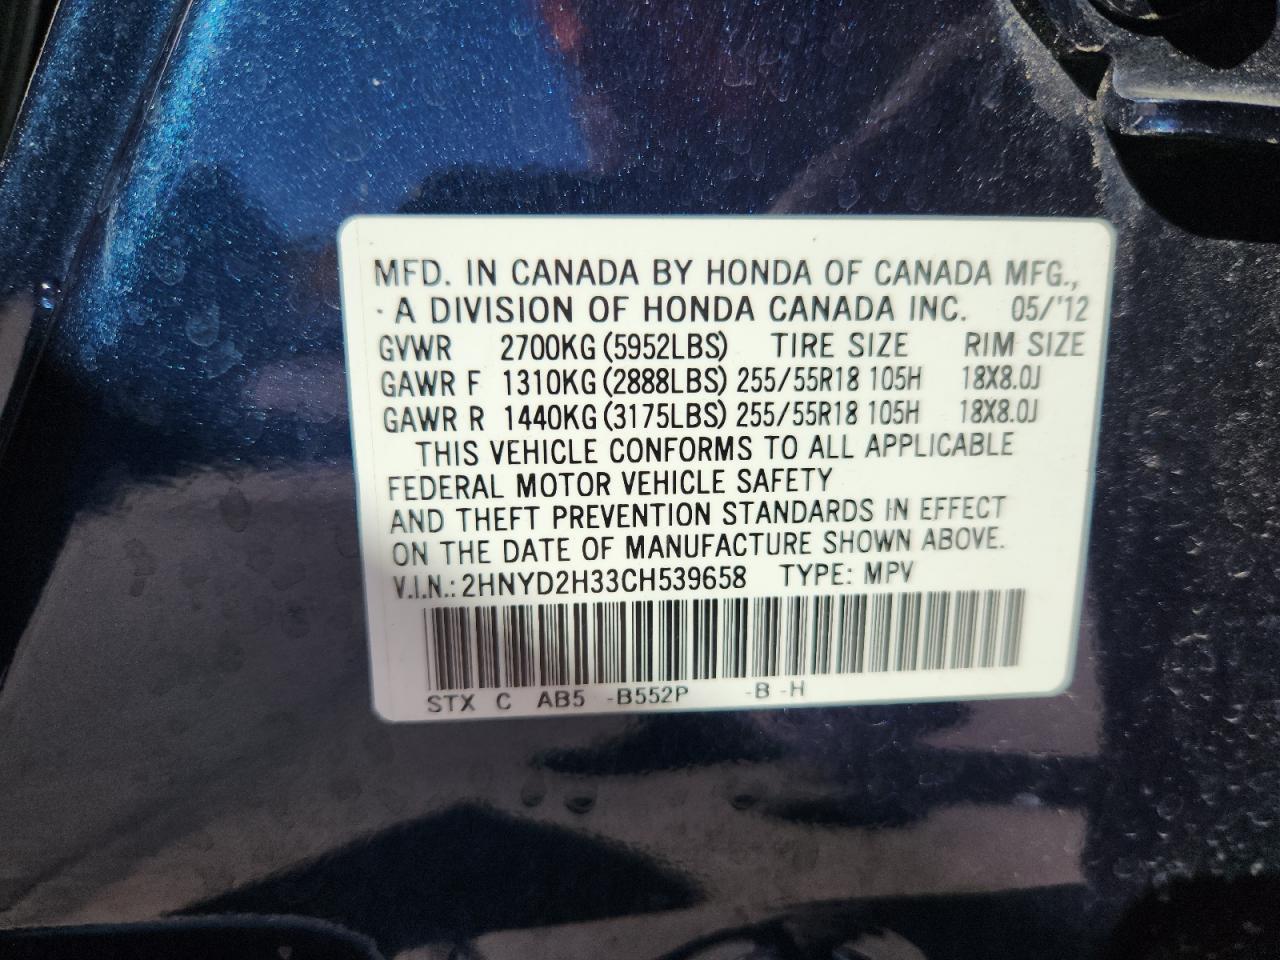 MFD. IN CANADA BY HONDA OF CANADA MFG.,
A DIVISION OF HONDA CANADA INC. 05/'12
GVWR 2700KG (5952LBS) TIRE SIZE RIM SIZE
GAWR F 1310KG (2888LBS) 255/55R18 105H 18X8.0J
GAWR R 1440KG (3175LBS) 255/55R18 105H 18X8.0J
THIS VEHICLE CONFORMS TO ALL APPLICABLE
FEDERAL MOTOR VEHICLE SAFETY
AND THEFT PREVENTION STANDARDS IN EFFECT
ON THE DATE OF MANUFACTURE SHOWN ABOVE.
V.I.N.: 2HNYD2H33CH539658 TYPE: MPV
STX C AB5 -B552P -B -H